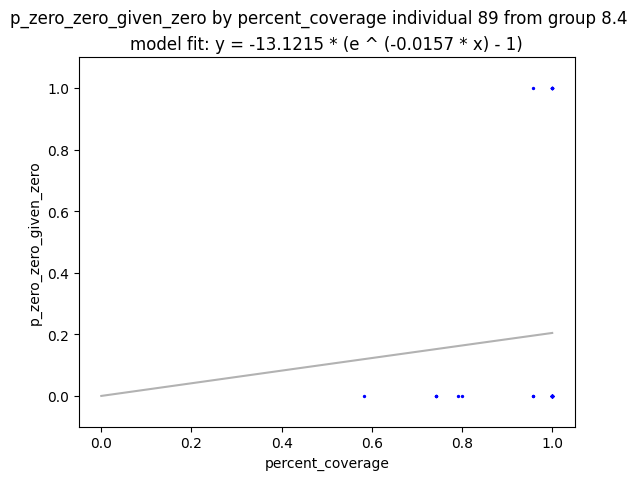 p_zero_zero_given_zero by percent_coverage individual 89 from group 8.4
model fit: y = -13.1215 * (e ^ (-0.0157 * x) - 1)
1.0
0.8
0.6
0.4
0.2
0.0
p_zero_zero_given_zero
0.0 0.2 0.4 0.6 0.8 1.0
percent_coverage